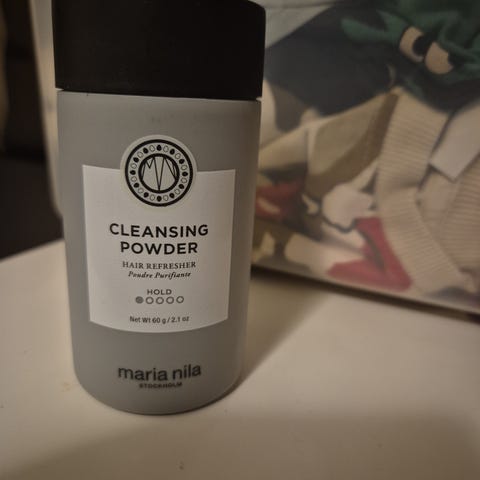 CLEANSING
POWDER
HAIR REFRESHER
Poudre Purifiante
HOLD
Net Wt 60 g / 2.1 oz
maria nila
STOCKHOLM